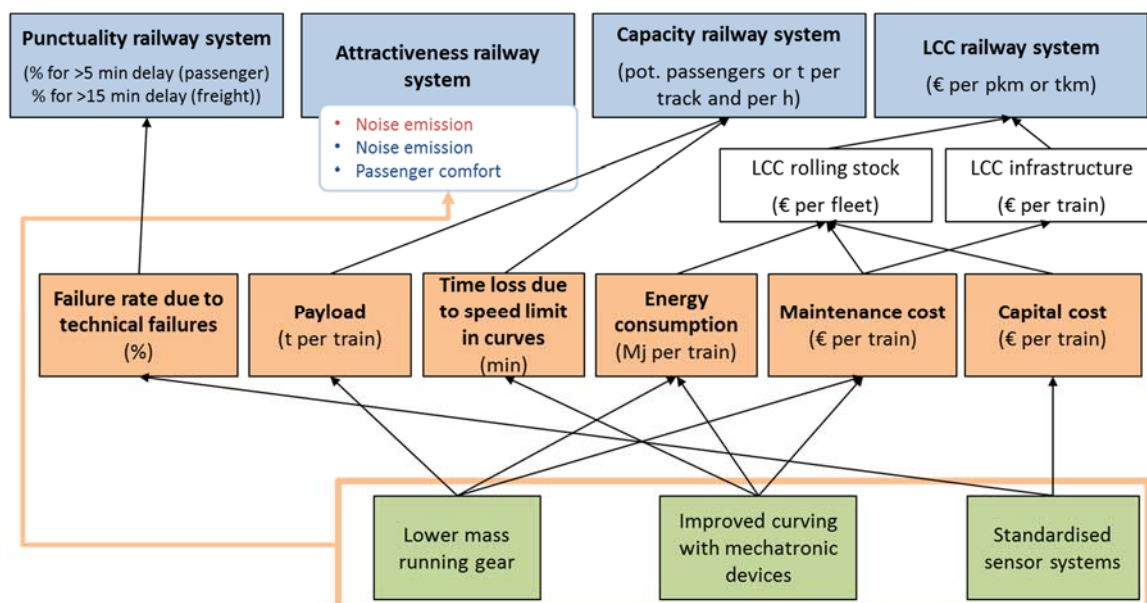 Punctuality railway system
(% for >5 min delay (passenger)
% for >15 min delay (freight))
Attractiveness railway
system
• Noise emission
• Noise emission
• Passenger comfort
Capacity railway system
(pot. passengers or t per
track and per h)
LCC railway system
(€ per pkm or tkm)
LCC rolling stock
(€ per fleet)
LCC infrastructure
(€ per train)
Failure rate due to
technical failures
(%)
Payload
(t per train)
Time loss due
to speed limit
in curves
(min)
Energy
consumption
(Mj per train)
Maintenance cost
(€ per train)
Capital cost
(€ per train)
Lower mass
running gear
Improved curving
with mechatronic
devices
Standardised
sensor systems